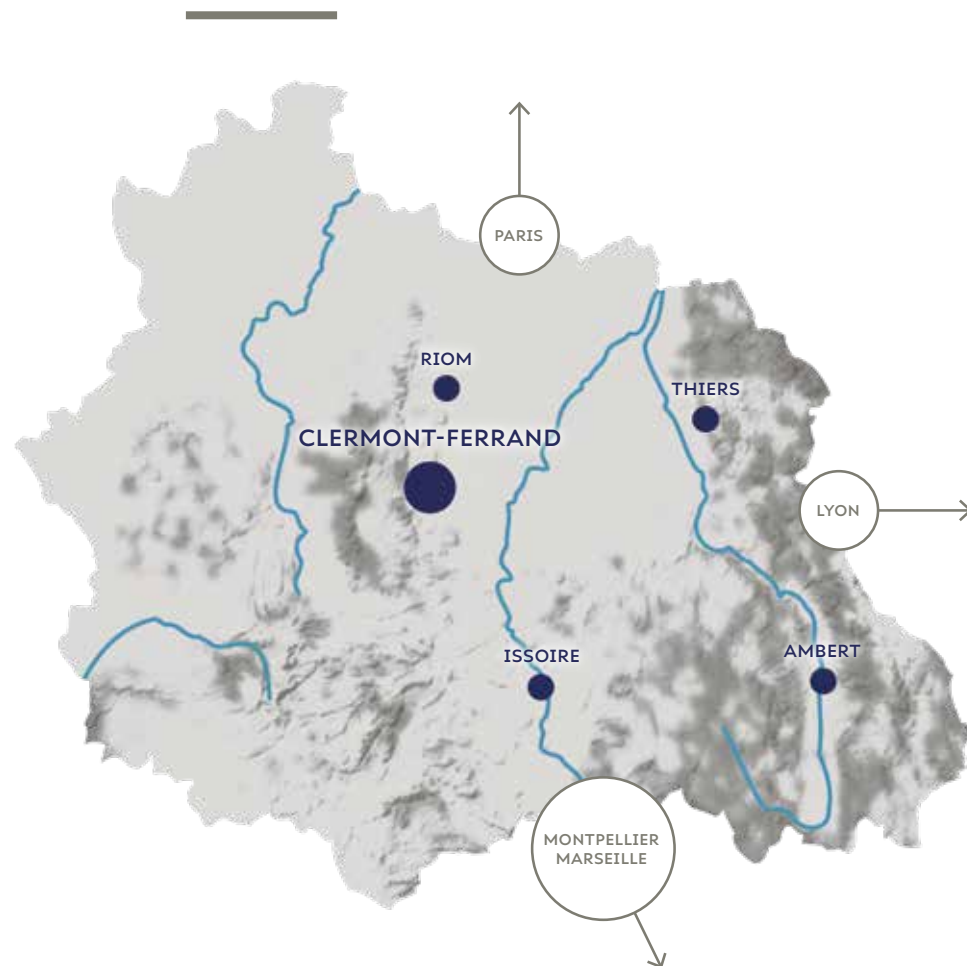 PARIS
RIOM
THIERS
CLERMONT-FERRAND
LYON
ISSOIRE
AMBERT
MONTPELLIER
MARSEILLE